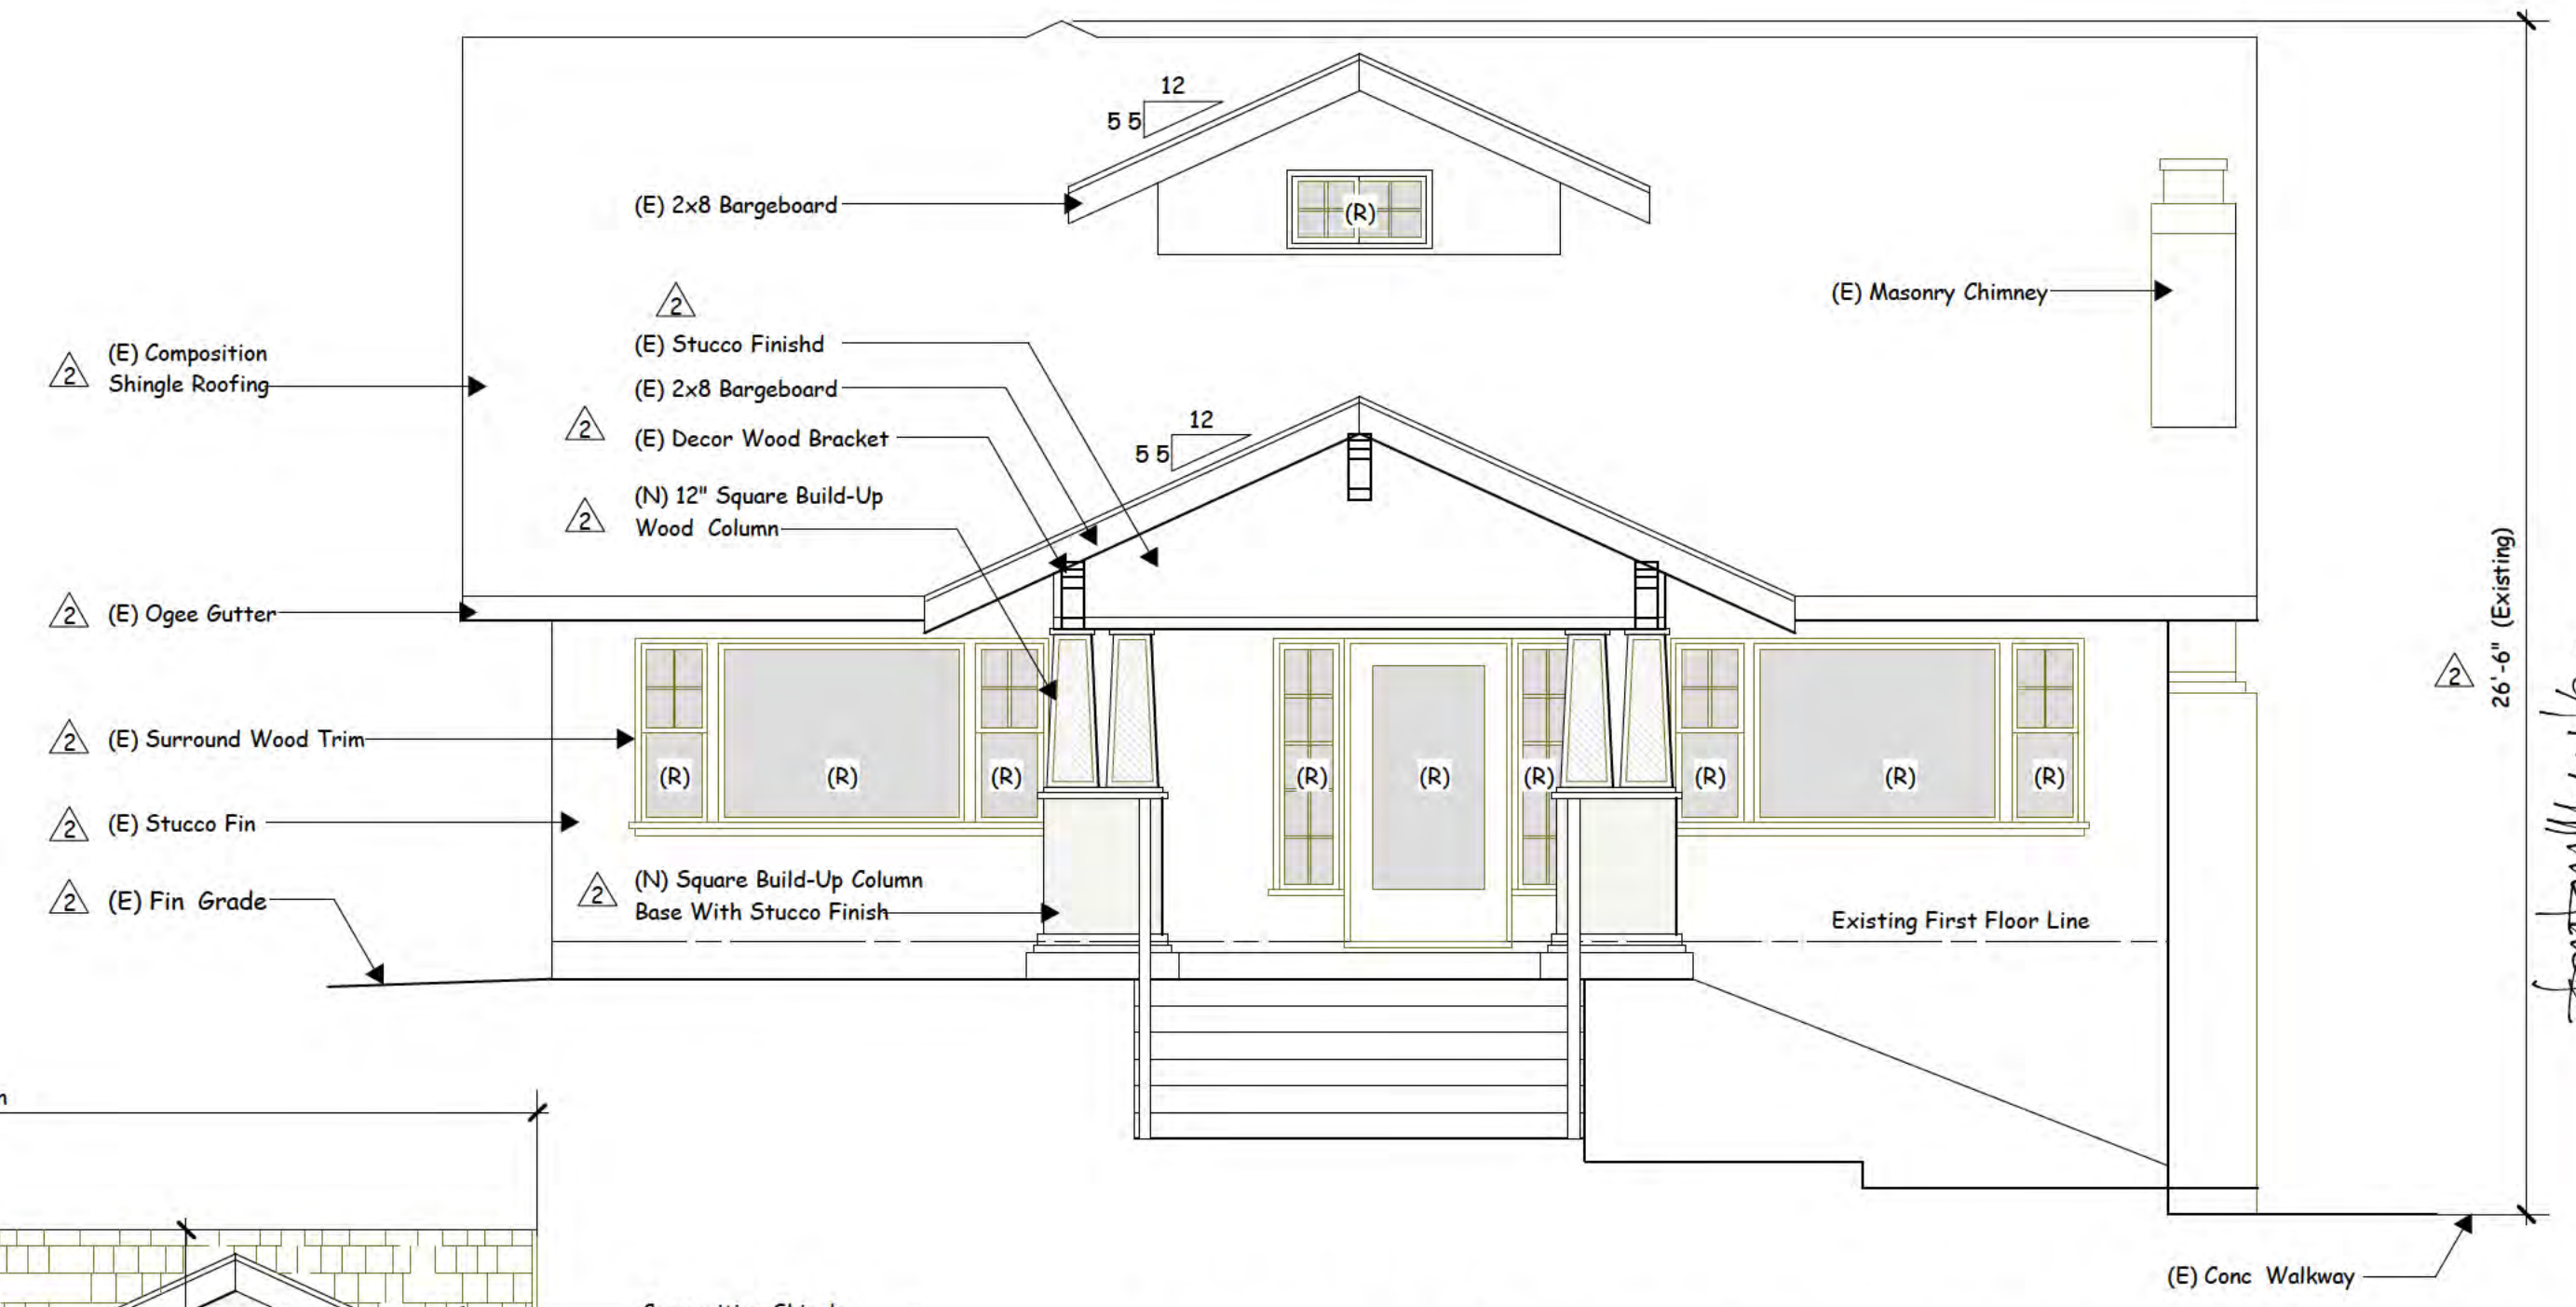 12
5 5
(E) 2x8 Bargeboard
(R)
(E) Masonry Chimney
2
(E) Stucco Finishd
2
(E) Composition
Shingle Roofing
(E) 2x8 Bargeboard
12
5 5
2
(E) Decor Wood Bracket
2
(N) 12" Square Build-Up
Wood Column
2
(E) Ogee Gutter
26'-6" (Existing)
2
2
(E) Surround Wood Trim
(R)
(R)
(R)
(R)
(R)
(R)
(R)
(R)
(R)
2
(E) Stucco Fin
2
(N) Square Build-Up Column
Base With Stucco Finish
2
(E) Fin Grade
Existing First Floor Line
(E) Conc Walkway